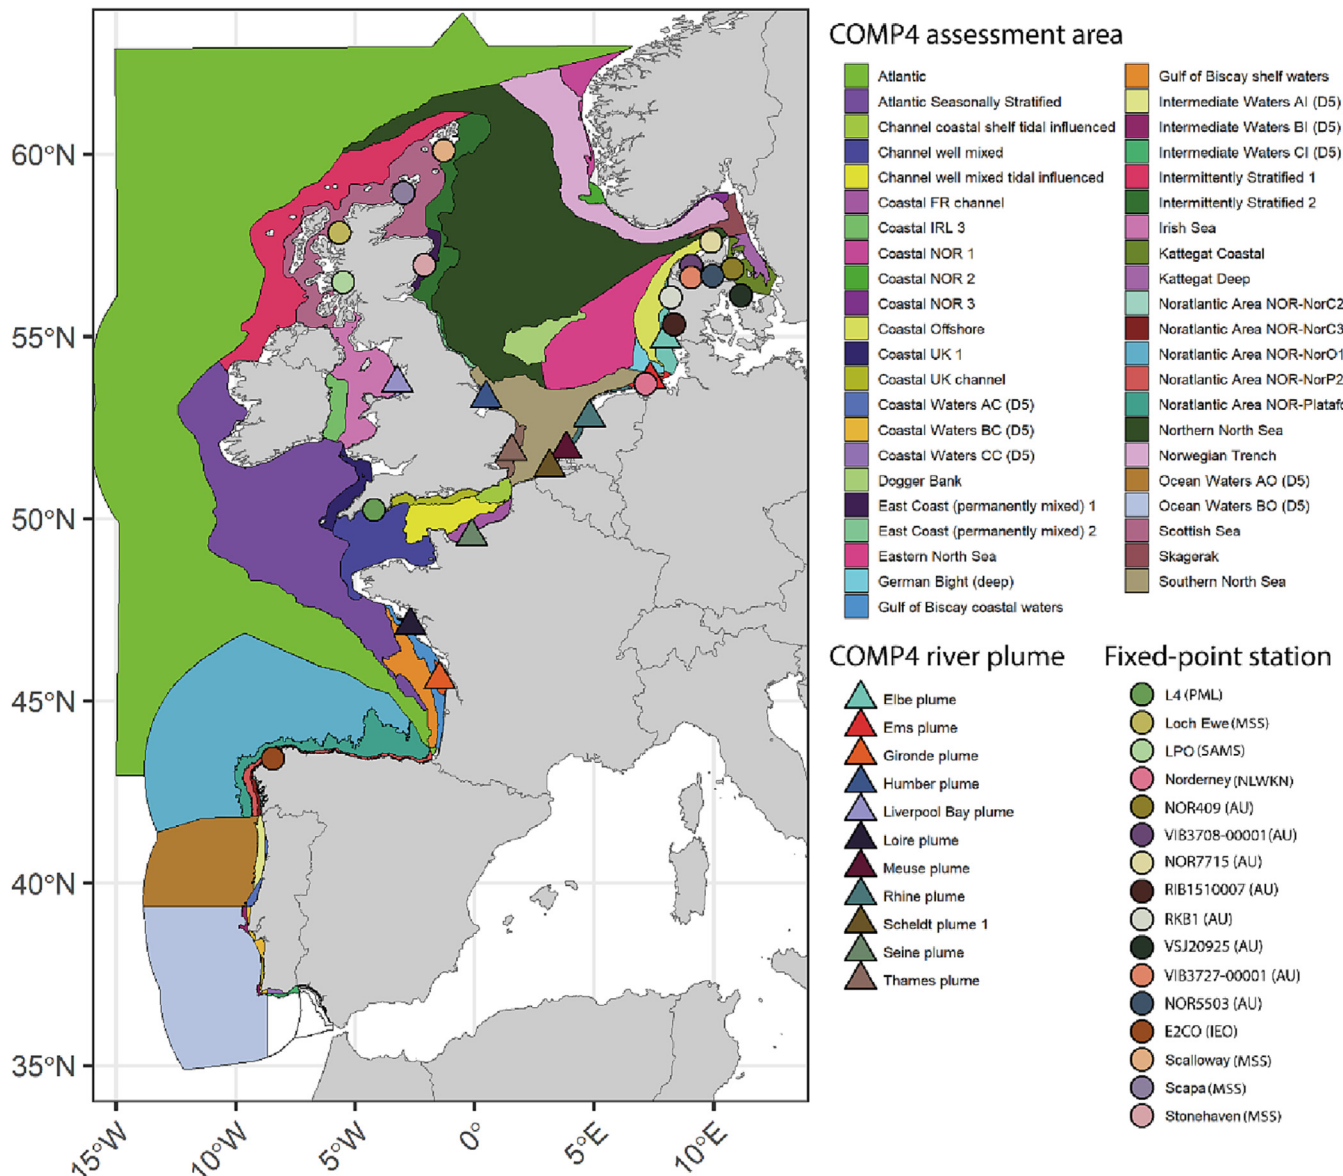 COMP4 assessment area
Atlantic
Atlantic Seasonally Stratified
Channel coastal shelf tidal influenced
Channel well mixed
Channel well mixed tidal influenced
Coastal FR channel
Coastal IRL 3
Coastal NOR 1
Coastal NOR 2
Coastal NOR 3
Coastal Offshore
Coastal UK 1
Coastal UK channel
Coastal Waters AC (D5)
Coastal Waters BC (D5)
Coastal Waters CC (D5)
Dogger Bank
East Coast (permanently mixed) 1
East Coast (permanently mixed) 2
Eastern North Sea
German Bight (deep)
Gulf of Biscay coastal waters
Gulf of Biscay shelf waters
Intermediate Waters AI (D5)
Intermediate Waters BI (D5)
Intermediate Waters CI (D5)
Intermittently Stratified 1
Intermittently Stratified 2
Irish Sea
Kattegat Coastal
Kattegat Deep
Noratlantic Area NOR-NorC2
Noratlantic Area NOR-NorC3
Noratlantic Area NOR-NorO1
Noratlantic Area NOR-NorP2
Noratlantic Area NOR-Platafo
Northern North Sea
Norwegian Trench
Ocean Waters AO (D5)
Ocean Waters BO (D5)
Scottish Sea
Skagerak
Southern North Sea
COMP4 river plume
Elbe plume
Ems plume
Gironde plume
Humber plume
Liverpool Bay plume
Loire plume
Meuse plume
Rhine plume
Scheldt plume 1
Seine plume
Thames plume
Fixed-point station
L4 (PML)
Loch Ewe (MSS)
LPO (SAMS)
Norderney (NLWKN)
NOR409 (AU)
VIB3708-00001 (AU)
NOR7715 (AU)
RIB1510007 (AU)
RKB1 (AU)
VSJ20925 (AU)
VIB3727-00001 (AU)
NOR5503 (AU)
E2CO (IEO)
Scalloway (MSS)
Scapa (MSS)
Stonehaven (MSS)
60°N
55°N
50°N
45°N
40°N
35°N
15°W
10°W
5°W
0°
5°E
10°E